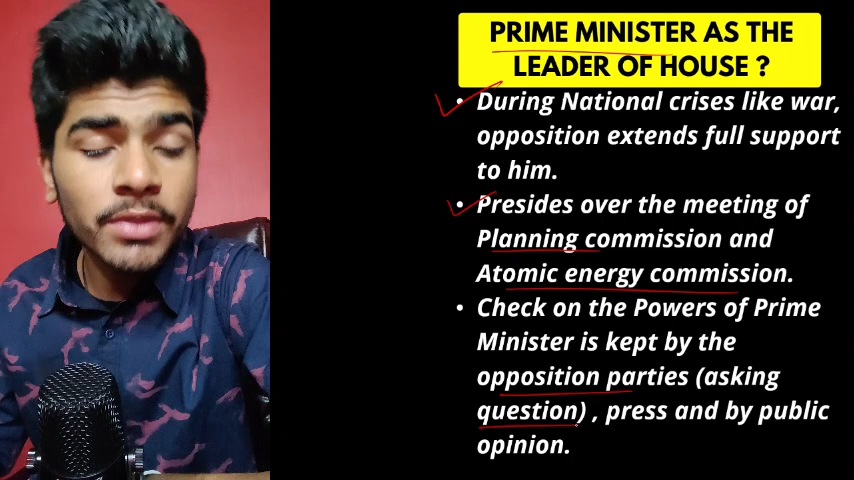 PRIME MINISTER AS THE
LEADER OF HOUSE ?
• During National crises like war,
opposition extends full support
to him.
• Presides over the meeting of
Planning commission and
Atomic energy commission.
• Check on the Powers of Prime
Minister is kept by the
opposition parties (asking
question) , press and by public
opinion.